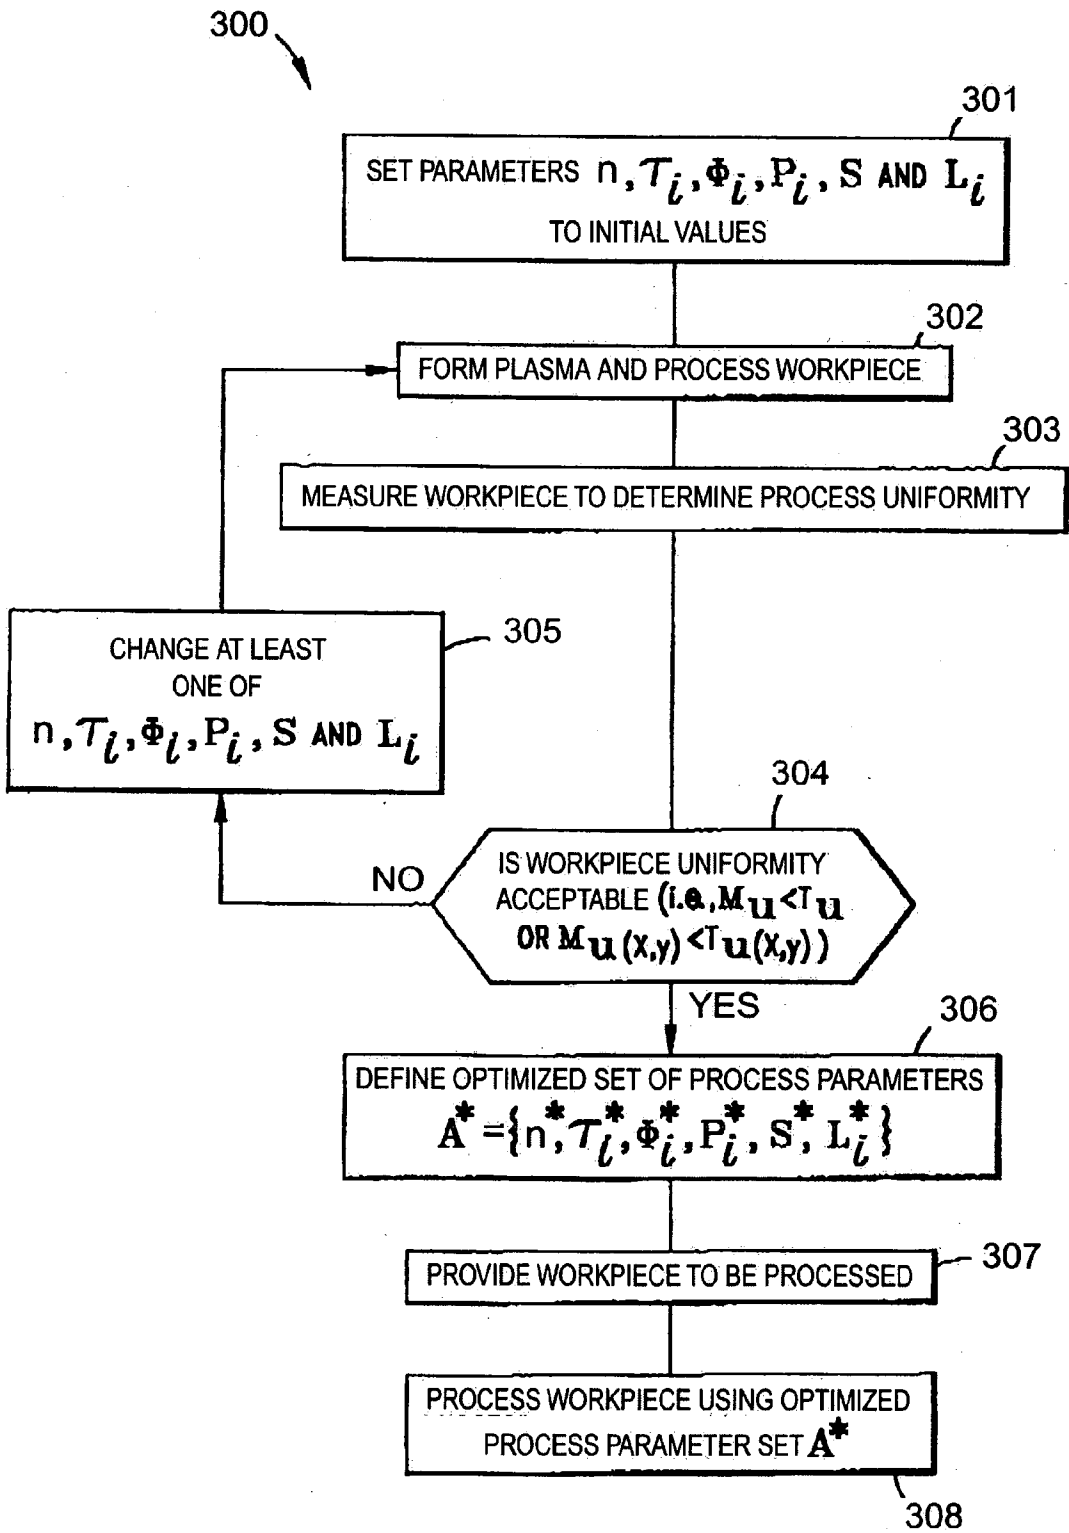 300
301
SET PARAMETERS n, τi, Φi, Pi, S AND Li
TO INITIAL VALUES
302
FORM PLASMA AND PROCESS WORKPIECE
303
MEASURE WORKPIECE TO DETERMINE PROCESS UNIFORMITY
305
CHANGE AT LEAST
ONE OF
n, τi, Φi, Pi, S AND Li
304
IS WORKPIECE UNIFORMITY
ACCEPTABLE (i.e., Mu<Tu
OR Mu(x,y)<Tu(x,y))
NO
YES
306
DEFINE OPTIMIZED SET OF PROCESS PARAMETERS
A*={n*, τi*, Φi*, Pi*, S*, Li*}
307
PROVIDE WORKPIECE TO BE PROCESSED
PROCESS WORKPIECE USING OPTIMIZED
PROCESS PARAMETER SET A*
308